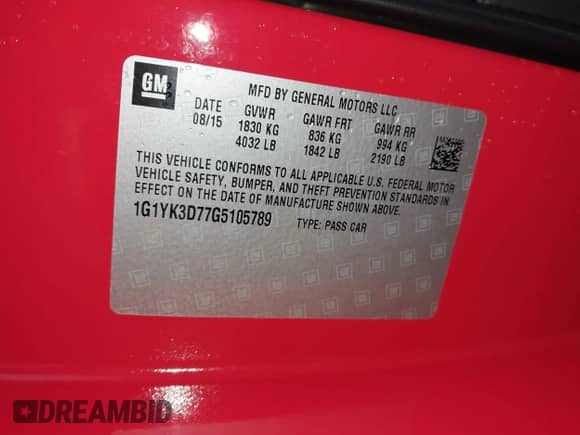 GM
MFD BY GENERAL MOTORS LLC
DATE GVWR GAWR FRT GAWR RR
08/15 1830 KG 836 KG 994 KG
4032 LB 1842 LB 2190 LB
THIS VEHICLE CONFORMS TO ALL APPLICABLE U.S. FEDERAL MOTOR
VEHICLE SAFETY, BUMPER, AND THEFT PREVENTION STANDARDS IN
EFFECT ON THE DATE OF MANUFACTURE SHOWN ABOVE.
1G1YK3D77G5105789 TYPE: PASS CAR
DREAMBID